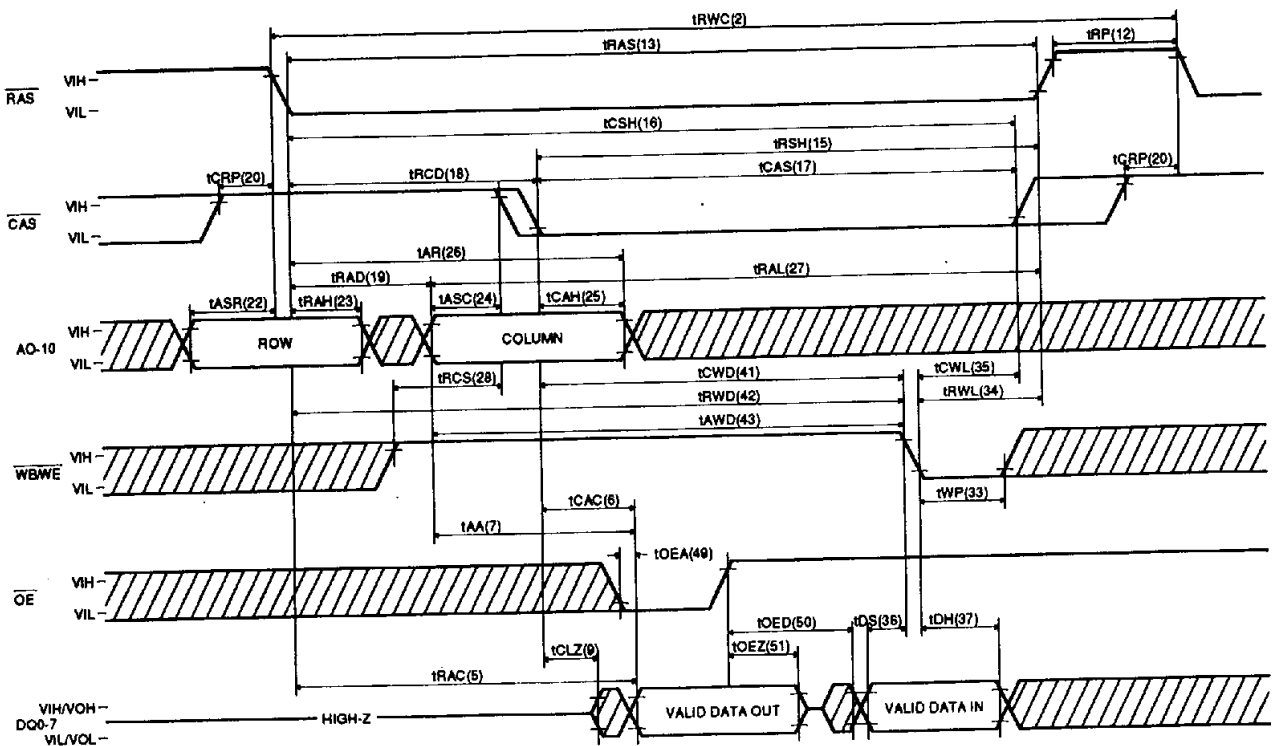 tRWC(2)
tRAS(13)
tRP(12)
RAS
VIH
VIL
tCSH(16)
tRSH(15)
tCRP(20)
tRCD(18)
tCAS(17)
tCRP(20)
CAS
VIH
VIL
tAR(26)
tRAD(19)
tRAL(27)
tASR(22)
tRAH(23)
tASC(24)
tCAH(25)
AO-10
VIH
VIL
ROW
COLUMN
tRCS(28)
tCWD(41)
tCWL(35)
tRWD(42)
tRWL(34)
tAWD(43)
WB/WE
VIH
VIL
tWP(33)
tCAC(6)
tAA(7)
tOEA(49)
OE
VIH
VIL
tOED(50)
tDS(36)
tDH(37)
tCLZ(9)
tOEZ(51)
tRAC(5)
VIH/VOH
DQ0-7
VIL/VOL
HIGH-Z
VALID DATA OUT
VALID DATA IN